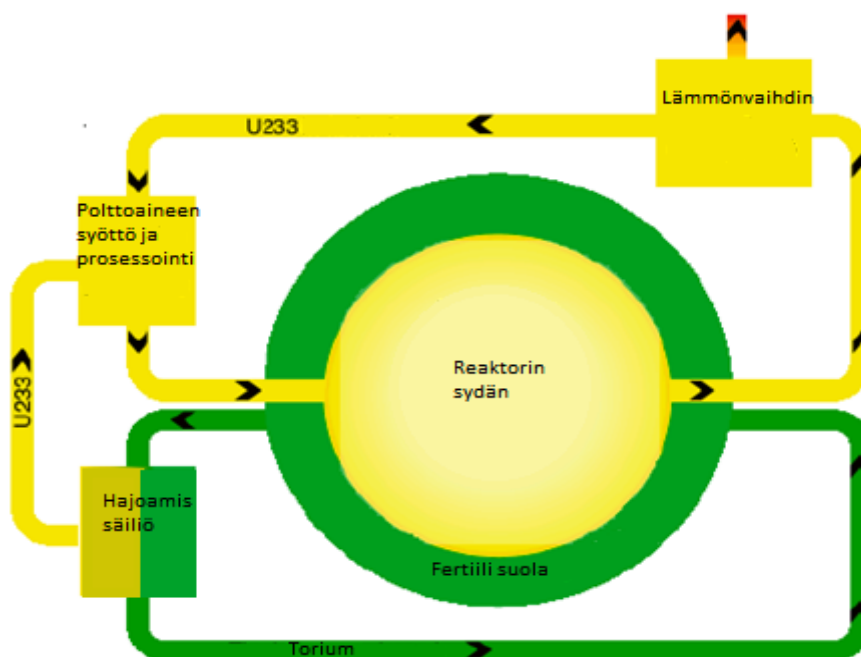 Lämmönvaihdin
U233
Polttoaineen
syöttö ja
prosessointi
Reaktorin
sydän
U233
Hajoamis
säiliö
Fertiili suola
Torium